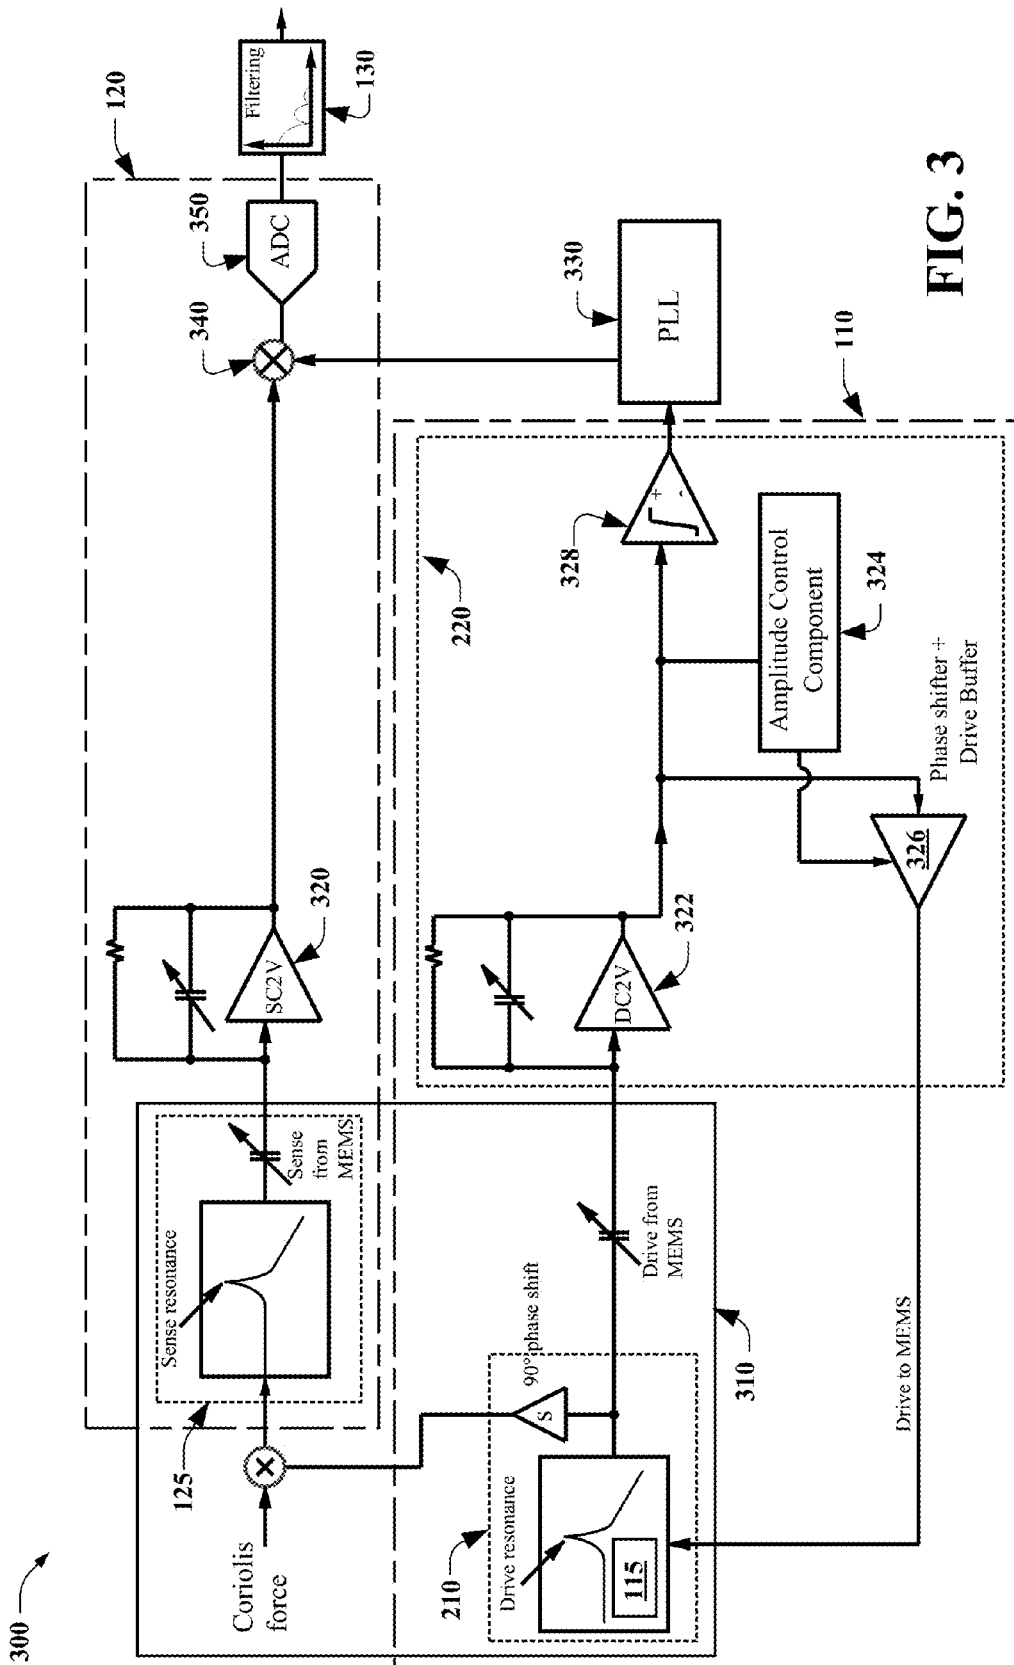 300
120
Filtering
130
350
ADC
340
330
PLL
FIG. 3
110
328
+
-
220
Amplitude Control
Component
324
Phase shifter +
Drive Buffer
326
SC2V
320
DC2V
322
Sense resonance
Sense
from
MEMS
125
Coriolis
force
90° phase shift
S
Drive from
MEMS
310
210
Drive resonance
115
Drive to MEMS